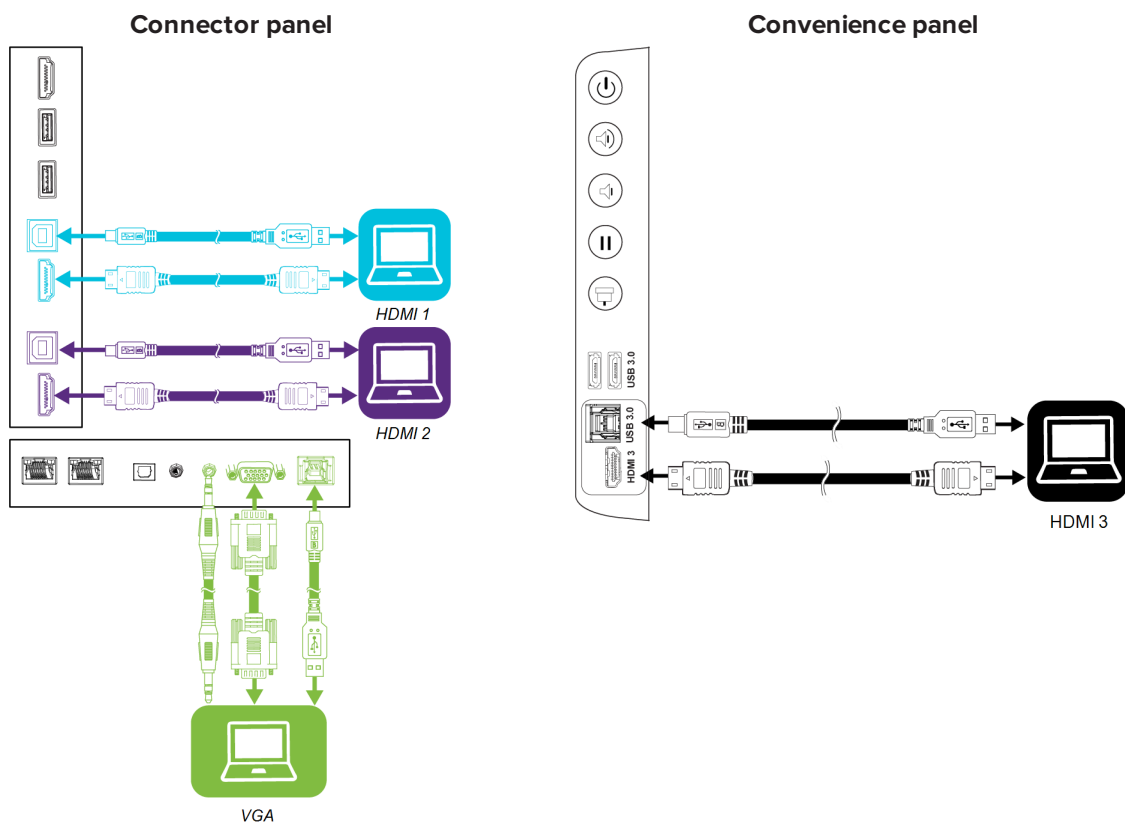 Connector panel
Convenience panel
HDMI 1
HDMI 2
VGA
USB 3.0
USB 3.0
HDMI 3
B
HDMI 3